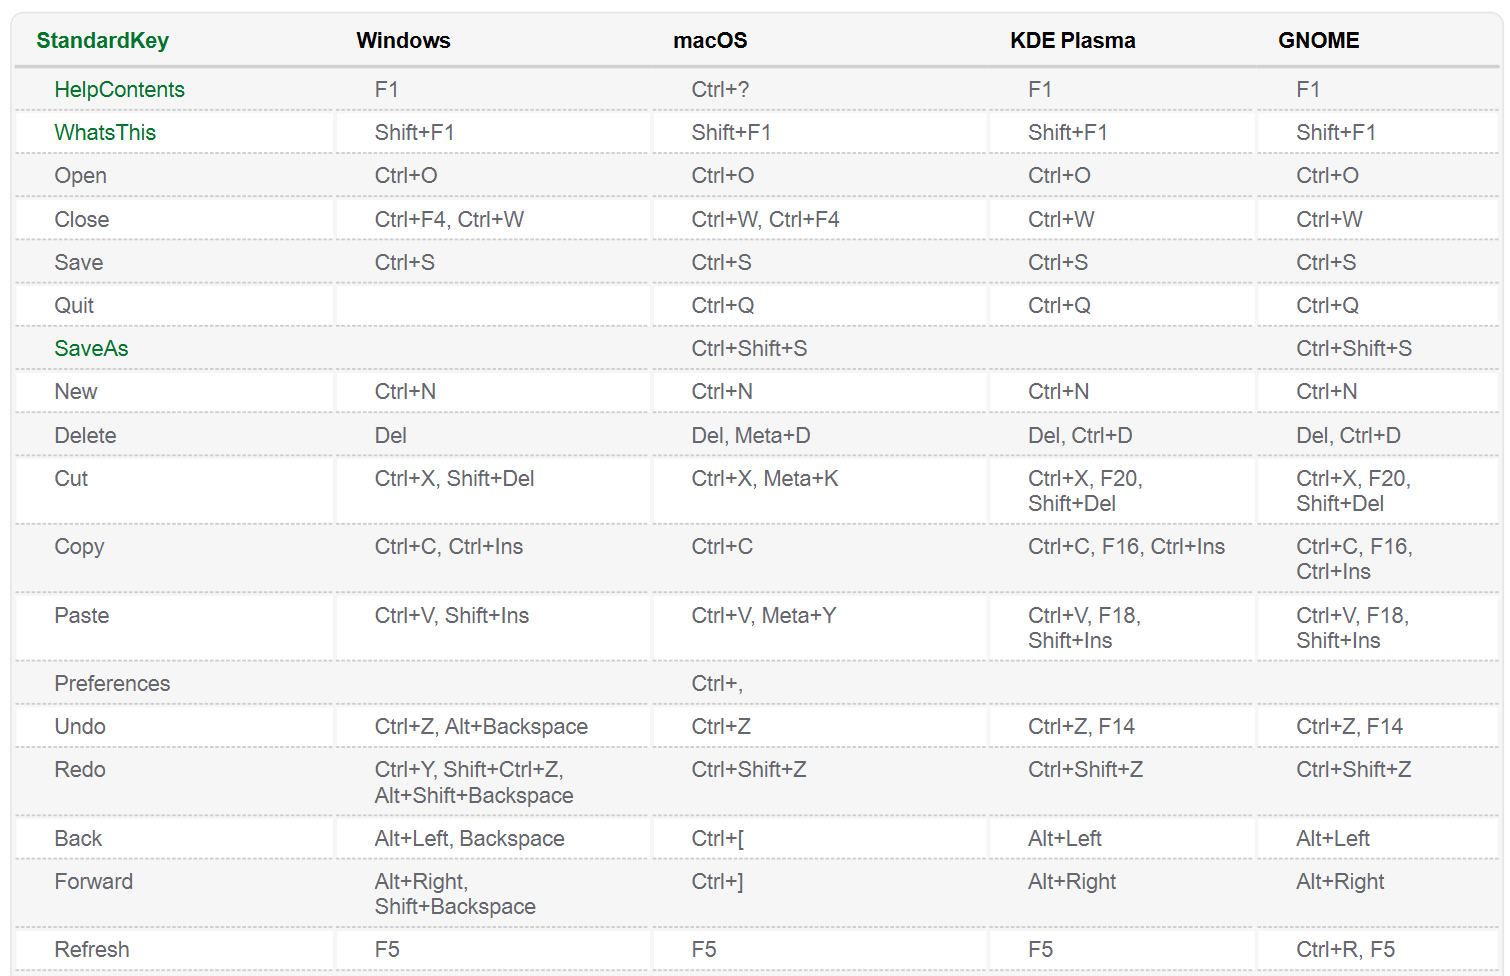 StandardKey Windows macOS KDE Plasma GNOME
HelpContents F1 Ctrl+? F1 F1
WhatsThis Shift+F1 Shift+F1 Shift+F1 Shift+F1
Open Ctrl+O Ctrl+O Ctrl+O Ctrl+O
Close Ctrl+F4, Ctrl+W Ctrl+W, Ctrl+F4 Ctrl+W Ctrl+W
Save Ctrl+S Ctrl+S Ctrl+S Ctrl+S
Quit Ctrl+Q Ctrl+Q Ctrl+Q
SaveAs Ctrl+Shift+S Ctrl+Shift+S
New Ctrl+N Ctrl+N Ctrl+N Ctrl+N
Delete Del Del, Meta+D Del, Ctrl+D Del, Ctrl+D
Cut Ctrl+X, Shift+Del Ctrl+X, Meta+K Ctrl+X, F20, Ctrl+X, F20,
Shift+Del Shift+Del
Copy Ctrl+C, Ctrl+Ins Ctrl+C Ctrl+C, F16, Ctrl+Ins Ctrl+C, F16,
Ctrl+Ins
Paste Ctrl+V, Shift+Ins Ctrl+V, Meta+Y Ctrl+V, F18, Ctrl+V, F18,
Shift+Ins Shift+Ins
Preferences Ctrl+,
Undo Ctrl+Z, Alt+Backspace Ctrl+Z Ctrl+Z, F14 Ctrl+Z, F14
Redo Ctrl+Y, Shift+Ctrl+Z, Ctrl+Shift+Z Ctrl+Shift+Z Ctrl+Shift+Z
Alt+Shift+Backspace
Back Alt+Left, Backspace Ctrl+[ Alt+Left Alt+Left
Forward Alt+Right, Ctrl+] Alt+Right Alt+Right
Shift+Backspace
Refresh F5 F5 F5 Ctrl+R, F5